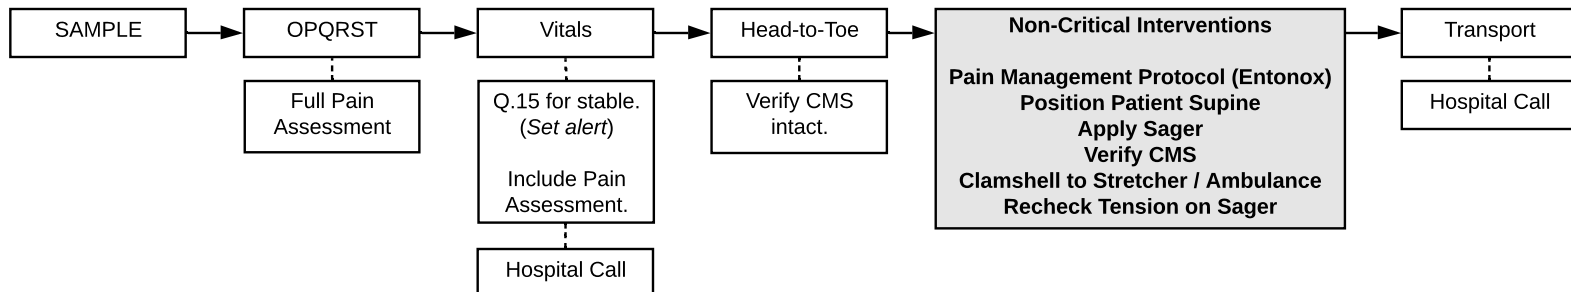 SAMPLE
OPQRST
Vitals
Head-to-Toe
Non-Critical Interventions
Pain Management Protocol (Entonox)
Position Patient Supine
Apply Sager
Verify CMS
Clamshell to Stretcher / Ambulance
Recheck Tension on Sager
Transport
Full Pain
Assessment
Q.15 for stable.
(Set alert)
Include Pain
Assessment.
Hospital Call
Verify CMS
intact.
Hospital Call